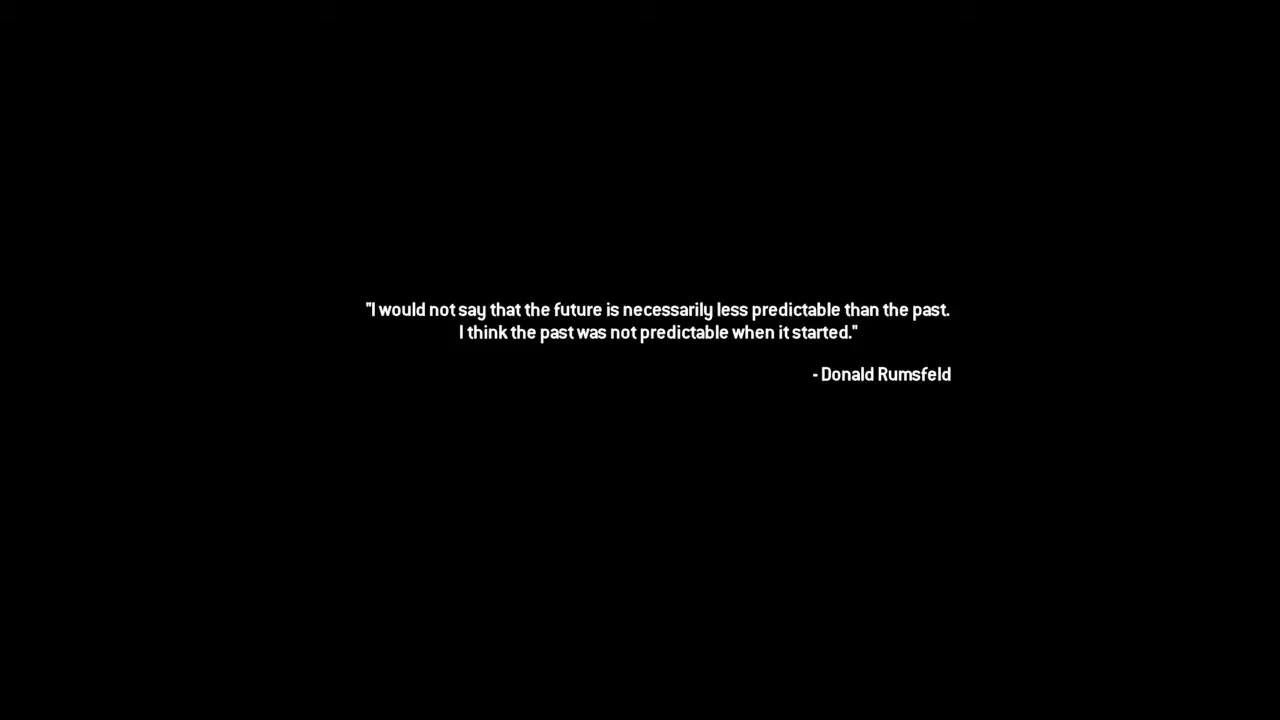 "I would not say that the future is necessarily less predictable than the past.
I think the past was not predictable when it started."
- Donald Rumsfeld